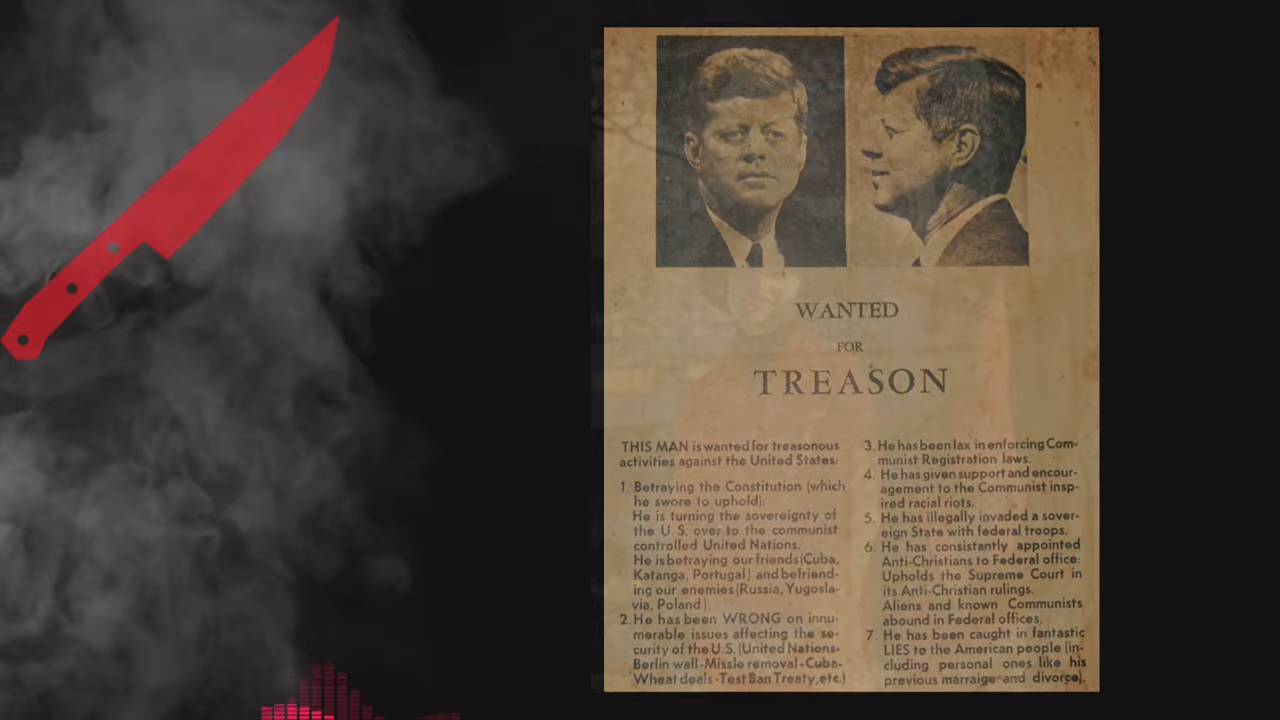 WANTED
FOR
TREASON
THIS MAN is wanted for treasonous
activities against the United States:
1. Betraying the Constitution (which
he swore to uphold):
He is turning the sovereignty of
the U.S. over to the communist
controlled United Nations.
He is betraying our friends (Cuba,
Katanga, Portugal) and befriend-
ing our enemies (Russia, Yugosla-
via, Poland).
2. He has been WRONG on innu-
merable issues affecting the se-
curity of the U.S. (United Nations-
Berlin wall-Missle removal-Cuba-
Wheat deals-Test Ban Treaty, etc.)
3. He has been lax in enforcing Com-
munist Registration laws.
4. He has given support and encour-
agement to the Communist insp-
ired racial riots.
5. He has illegally invaded a sover-
eign State with federal troops.
6. He has consistantly appointed
Anti-Christians to Federal office:
Upholds the Supreme Court in
its Anti-Christian rulings.
Aliens and known Communists
abound in Federal offices.
7. He has been caught in fantastic
LIES to the American people (in-
cluding personal ones like his
previous marraige and divorce).